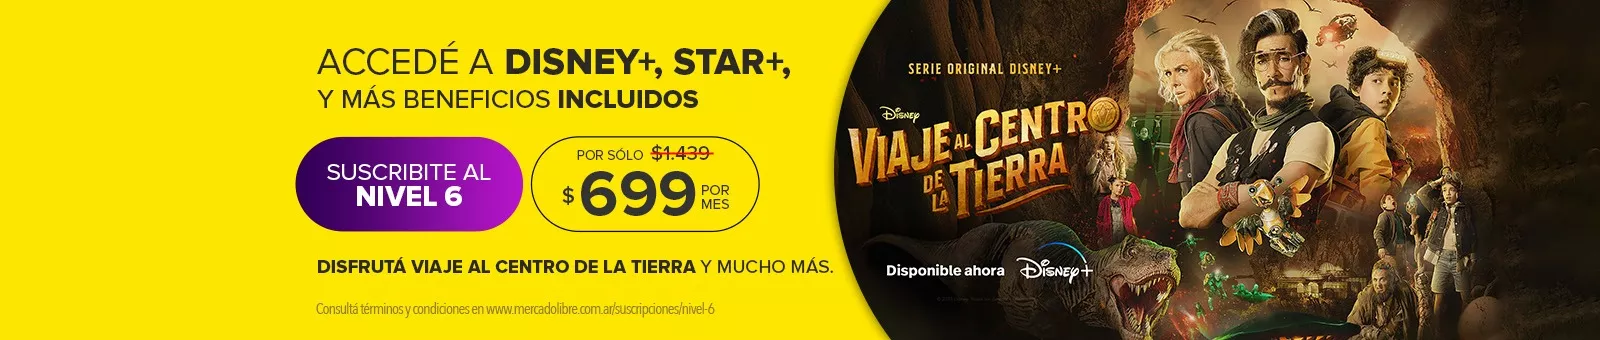 ACCEDÉ A DISNEY+, STAR+,
Y MÁS BENEFICIOS INCLUIDOS
SUSCRIBITE AL
NIVEL 6
POR SÓLO $1.439
$699 POR MES
DISFRUTÁ VIAJE AL CENTRO DE LA TIERRA Y MUCHO MÁS.
Consultá términos y condiciones en www.mercadolibre.com.ar/suscripciones/nivel-6
SERIE ORIGINAL DISNEY+
Disney
VIAJE AL CENTRO
DE LA TIERRA
Disponible ahora Disney+